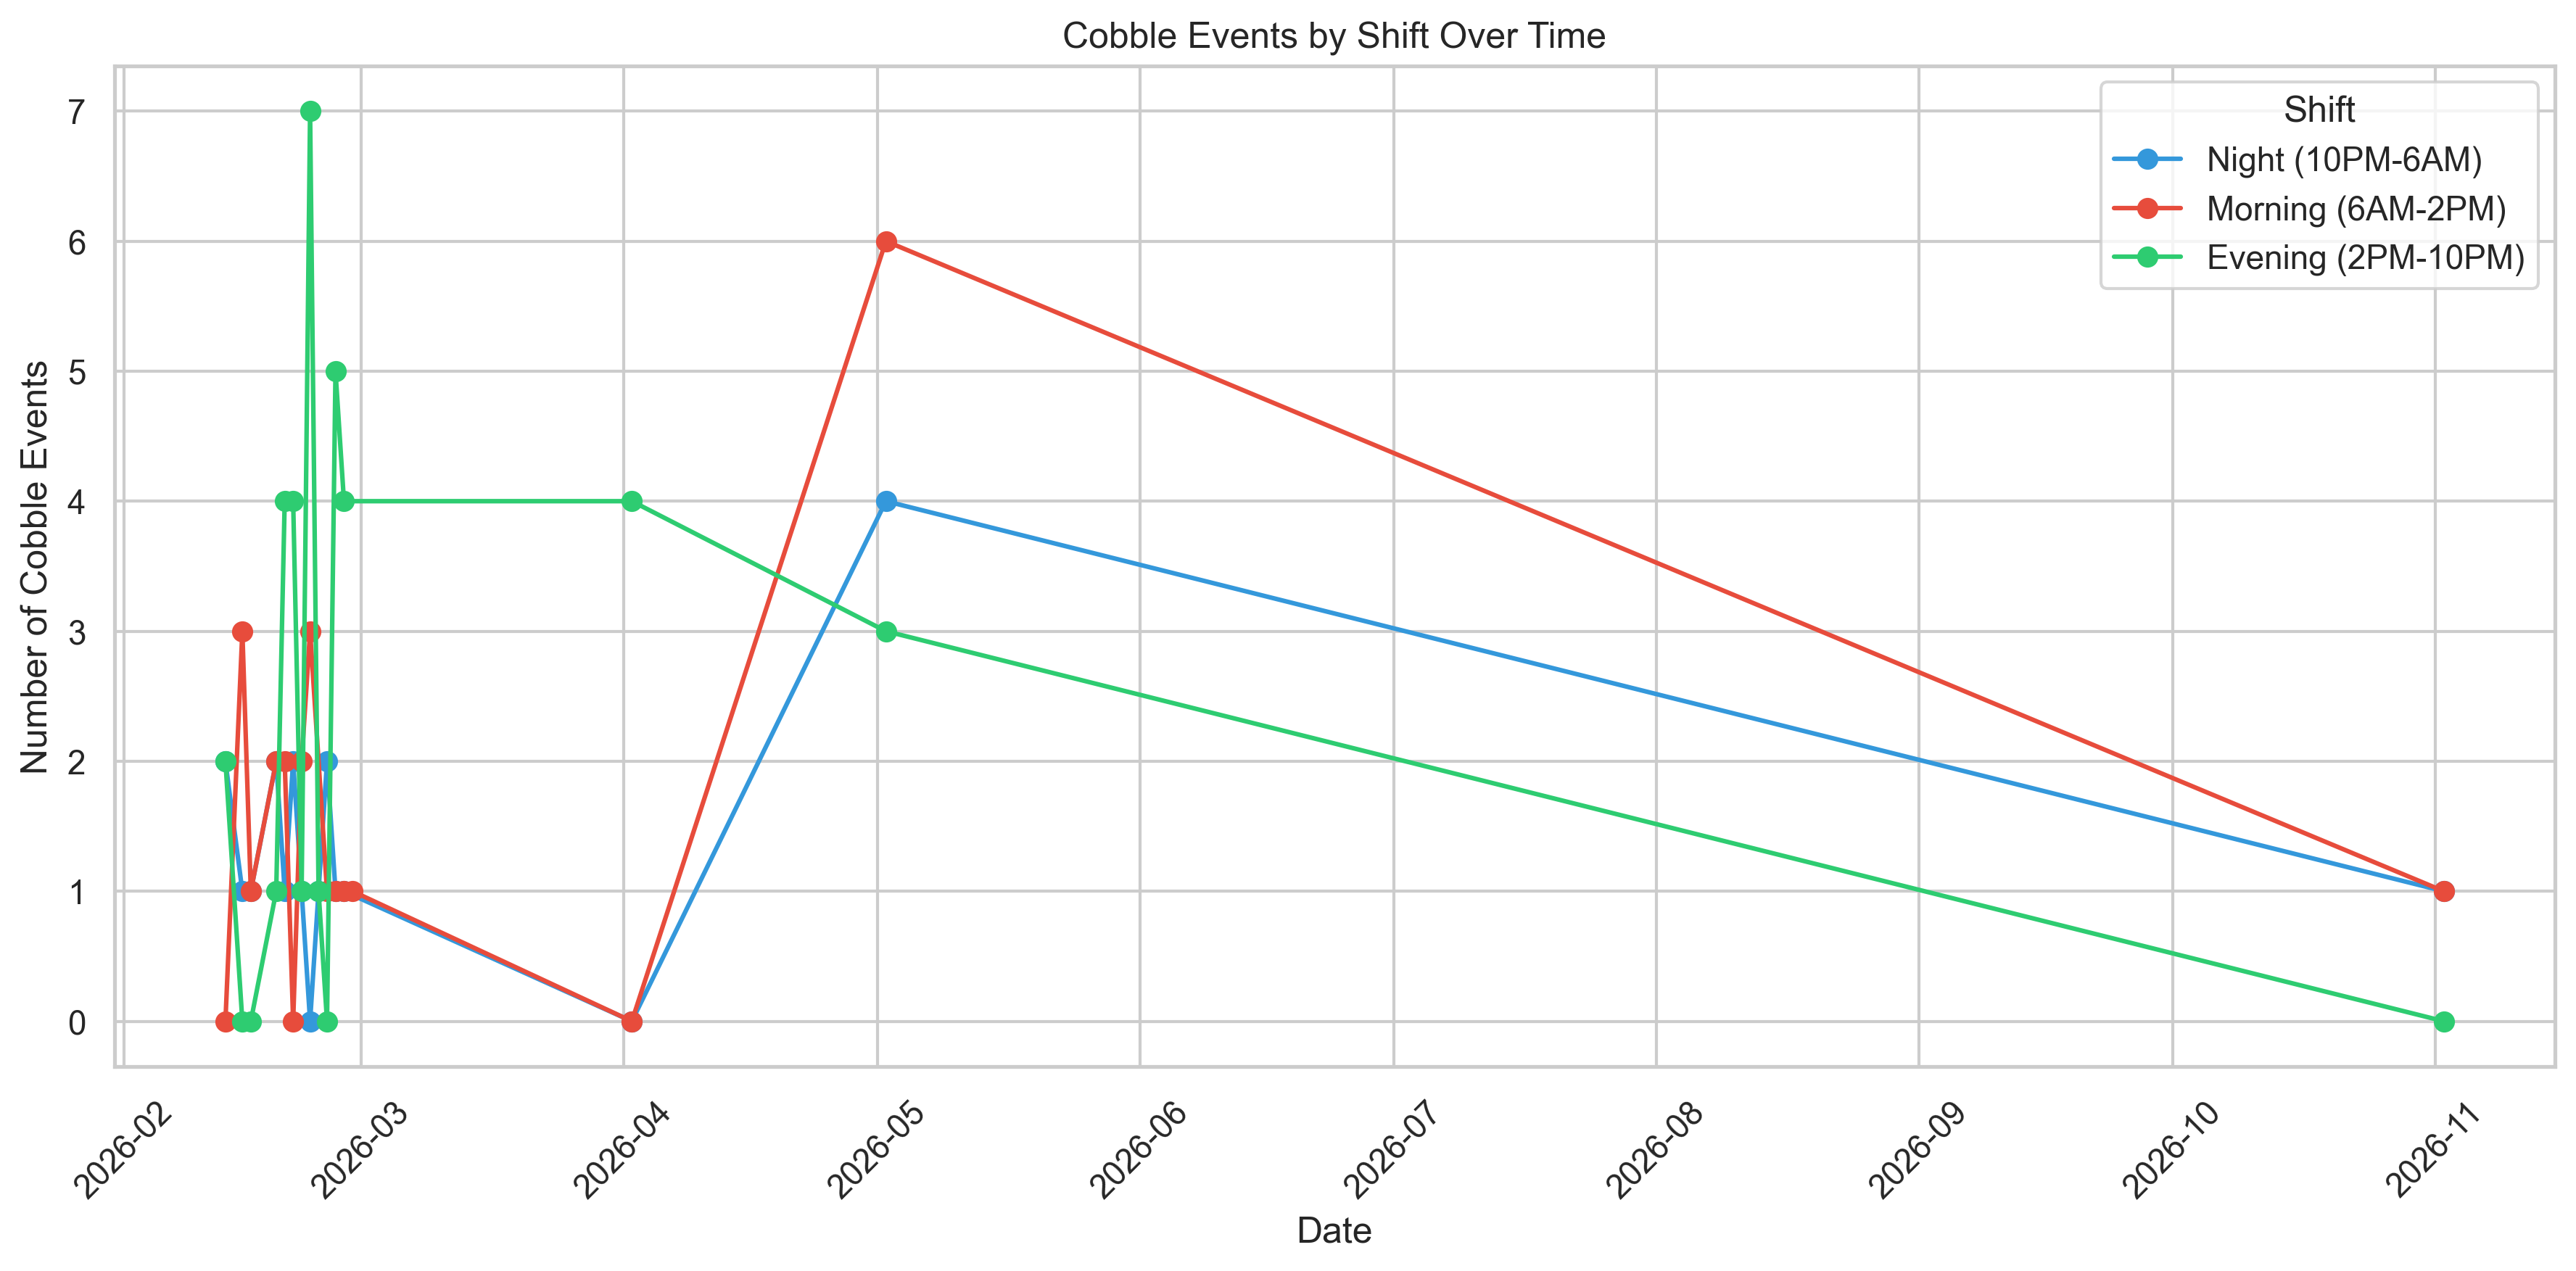 Cobble Events by Shift Over Time
Number of Cobble Events
7
6
5
4
3
2
1
0
Shift
Night (10PM-6AM)
Morning (6AM-2PM)
Evening (2PM-10PM)
2026-02
2026-03
2026-04
2026-05
2026-06
2026-07
2026-08
2026-09
2026-10
2026-11
Date